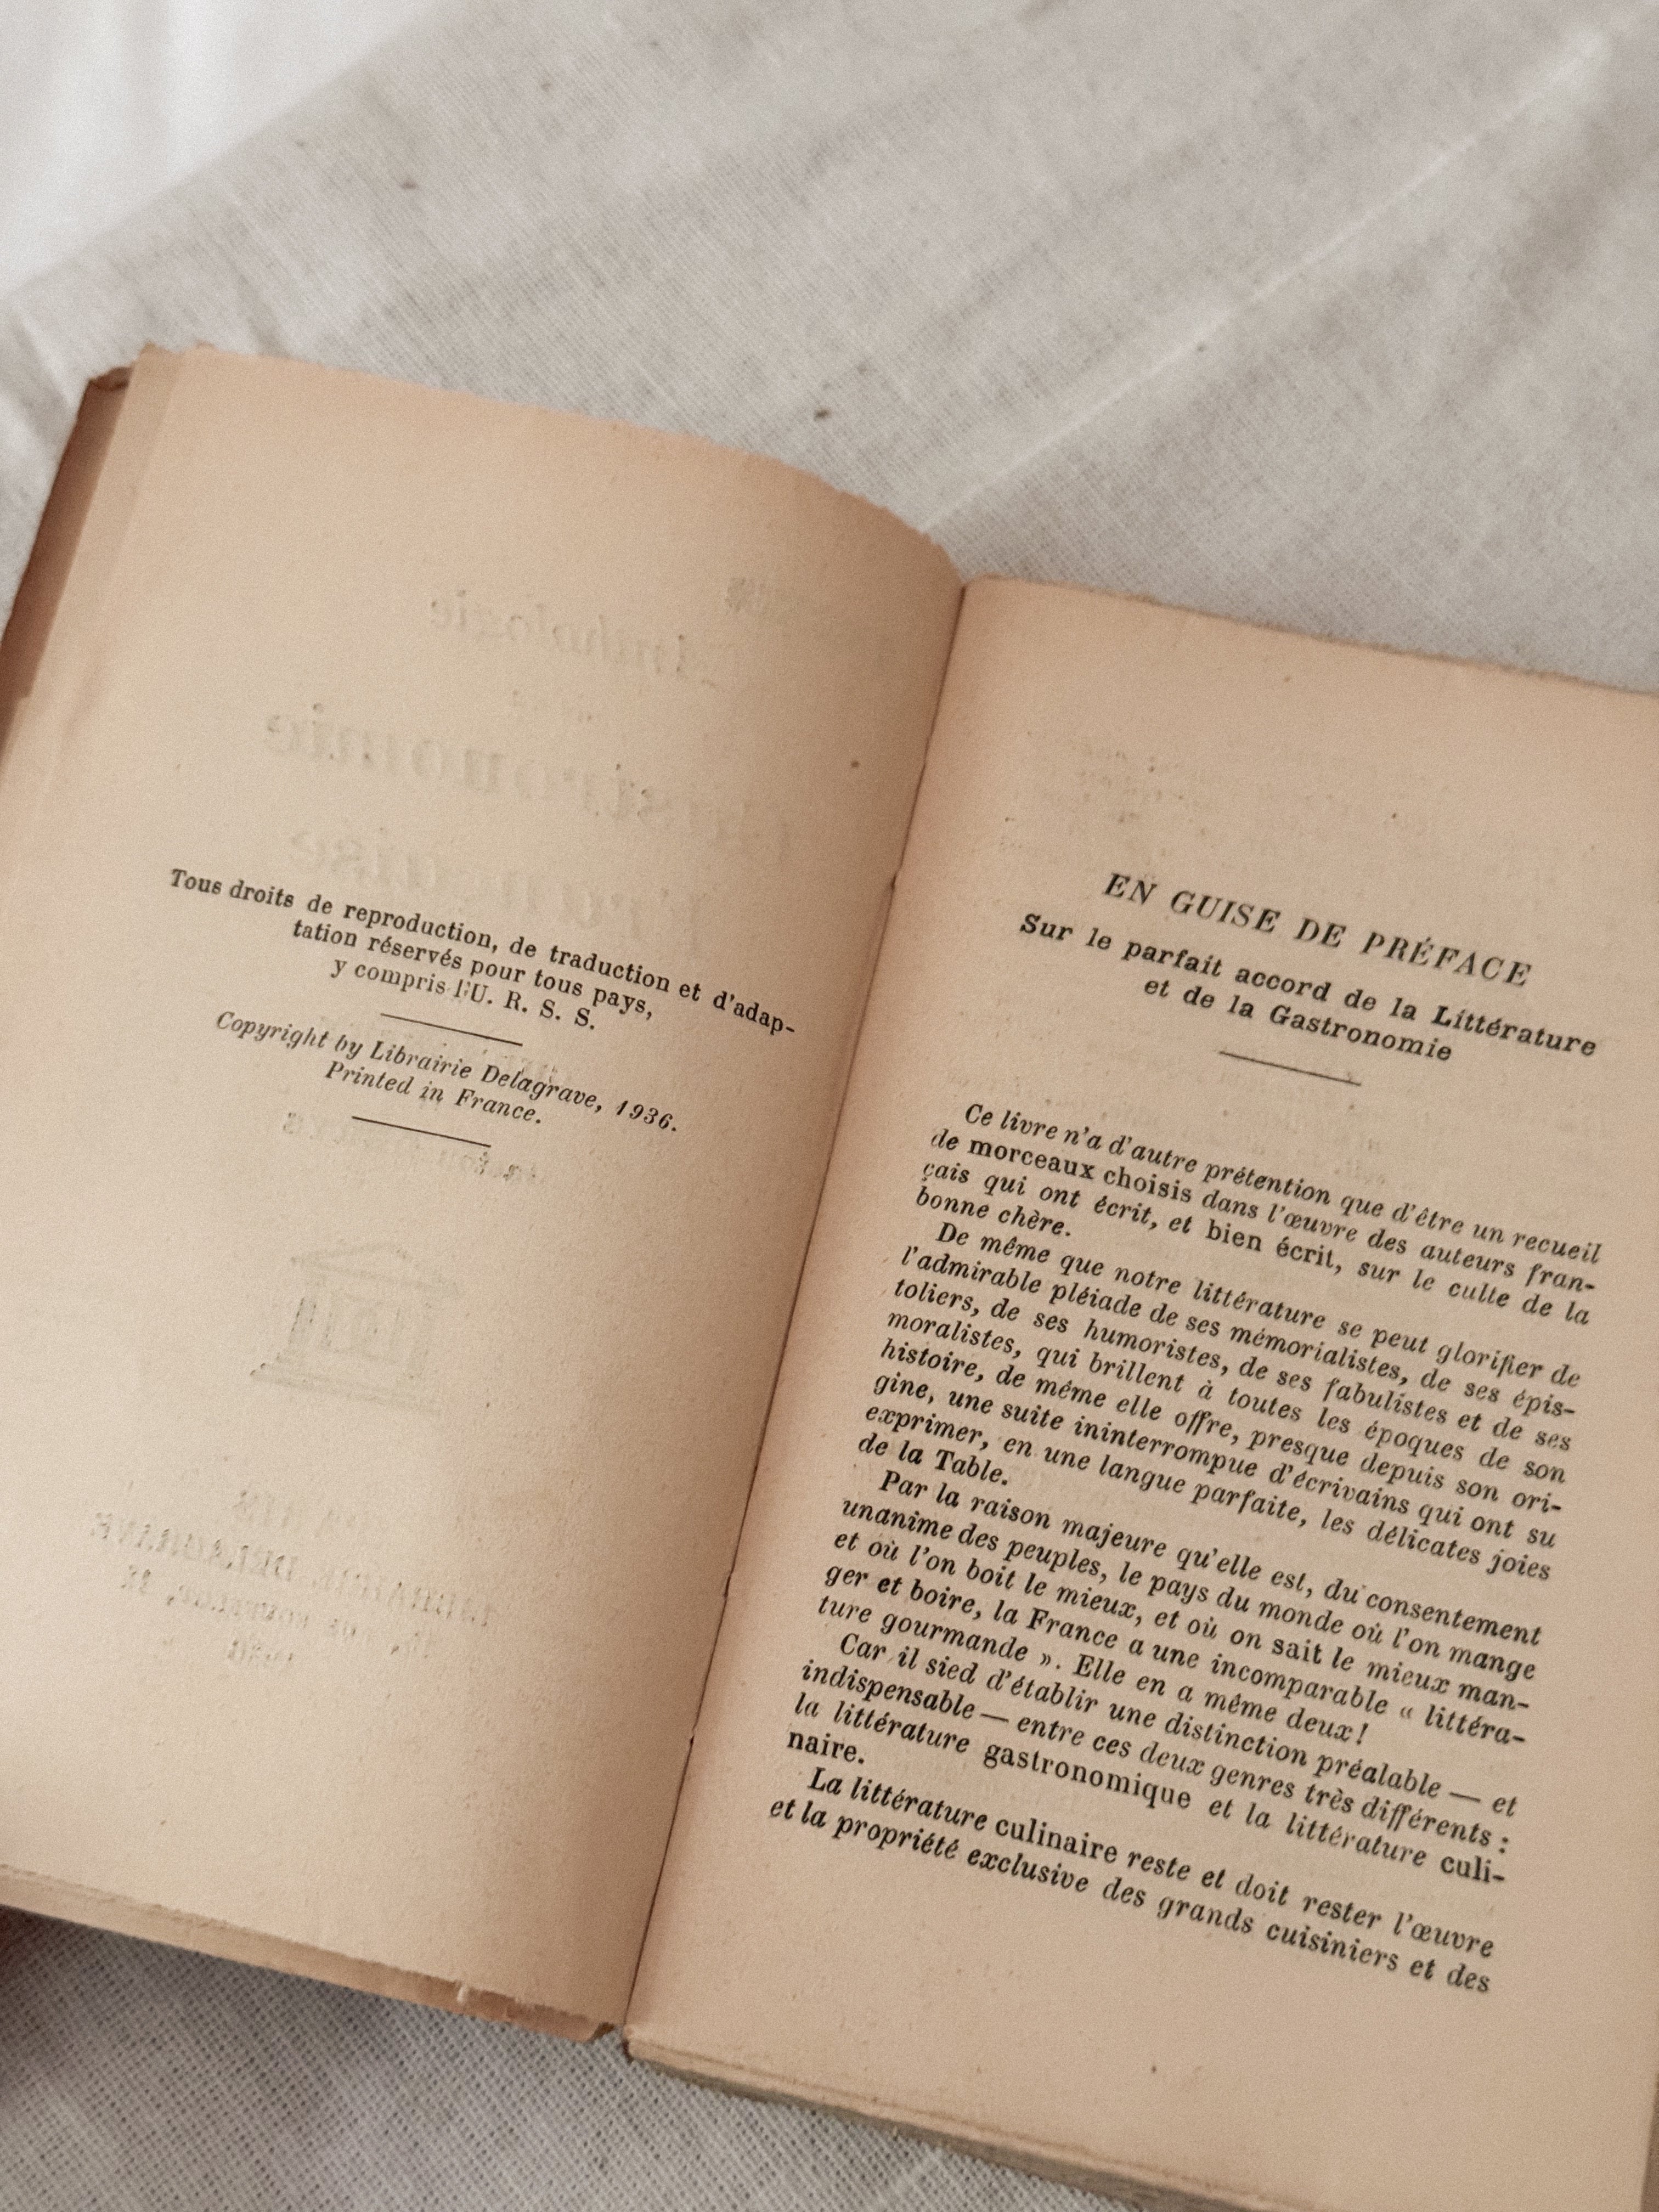 Tous droits de reproduction, de traduction et d'adap-
tation réservés pour tous pays,
y compris l'U. R. S. S.
Copyright by Librairie Delagrave, 1936.
Printed in France.
EN GUISE DE PRÉFACE
Sur le parfait accord de la Littérature
et de la Gastronomie
Ce livre n'a d'autre prétention que d'être un recueil
de morceaux choisis dans l'œuvre des auteurs fran-
çais qui ont écrit, et bien écrit, sur le culte de la
bonne chère.
De même que notre littérature se peut glorifier de
l'admirable pléiade de ses mémorialistes, de ses épis-
toliers, de ses humoristes, de ses fabulistes et de ses
moralistes, qui brillent à toutes les époques de son
histoire, de même elle offre, presque depuis son ori-
gine, une suite ininterrompue d'écrivains qui ont su
exprimer, en une langue parfaite, les délicates joies
de la Table.
Par la raison majeure qu'elle est, du consentement
unanime des peuples, le pays du monde où l'on mange
et où l'on boit le mieux, et où on sait le mieux man-
ger et boire, la France a une incomparable « littéra-
ture gourmande ». Elle en a même deux !
Car il sied d'établir une distinction préalable — et
indispensable — entre ces deux genres très différents :
la littérature gastronomique et la littérature culi-
naire.
La littérature culinaire reste et doit rester l'œuvre
et la propriété exclusive des grands cuisiniers et des